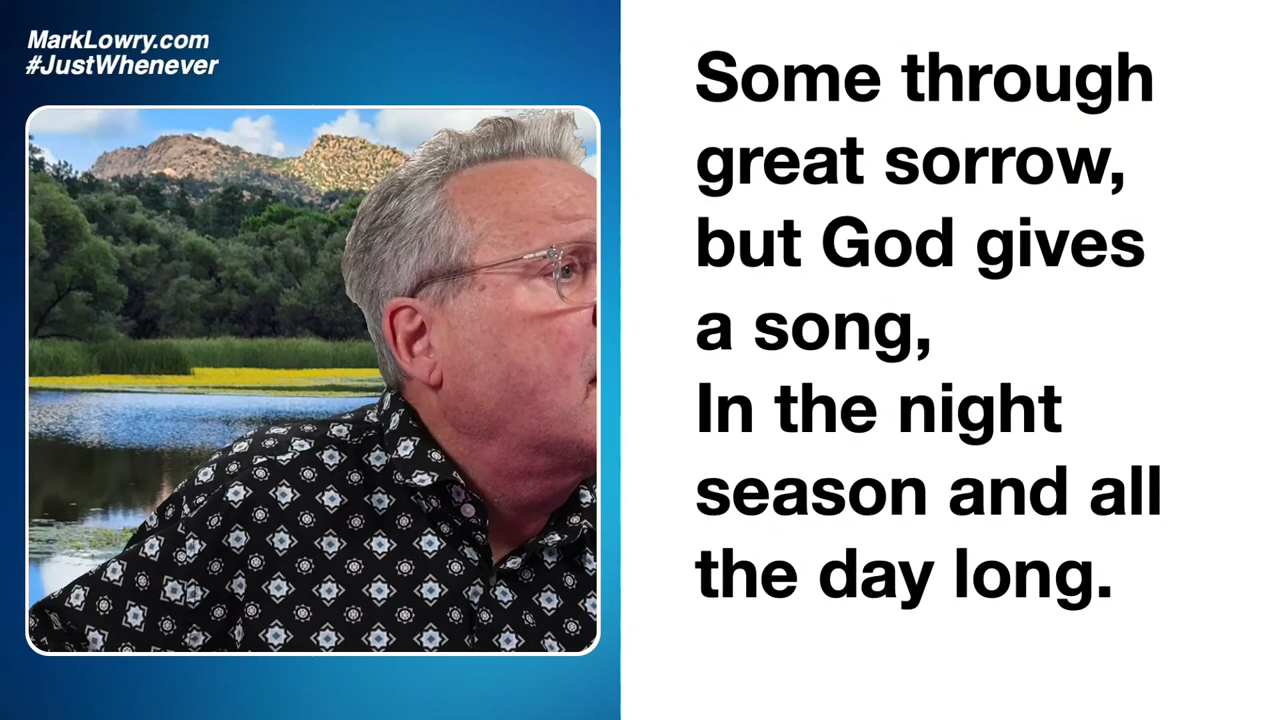 MarkLowry.com
#JustWhenever
Some through
great sorrow,
but God gives
a song,
In the night
season and all
the day long.